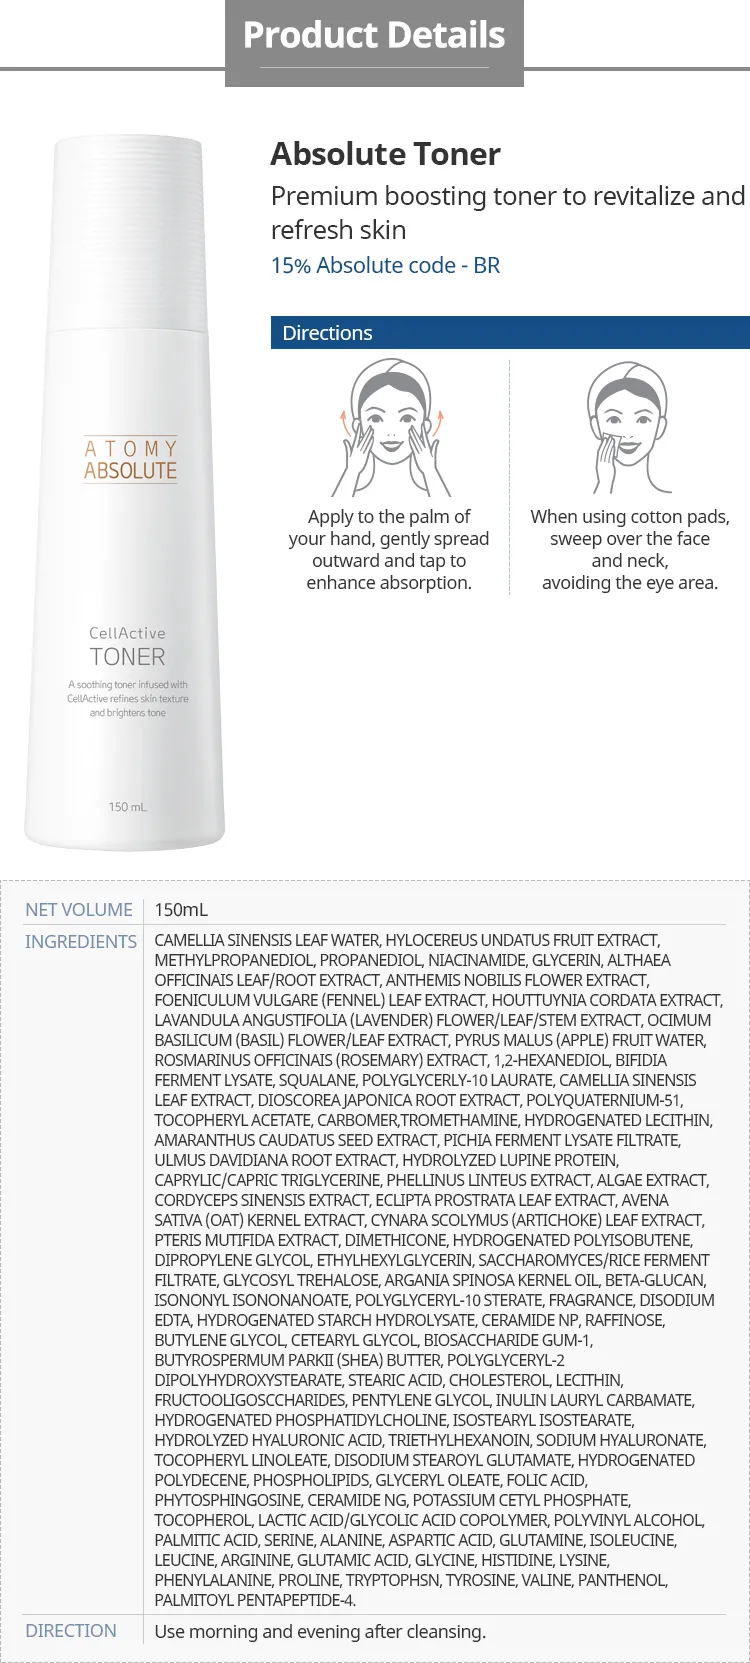 Product Details
Absolute Toner
Premium boosting toner to revitalize and
refresh skin
15% Absolute code - BR
Directions
Apply to the palm of
your hand, gently spread
outward and tap to
enhance absorption.
When using cotton pads,
sweep over the face
and neck,
avoiding the eye area.
ATOMY
ABSOLUTE
CellActive
TONER
A soothing toner infused with
CellActive refines skin texture
and brightens tone
150 mL
NET VOLUME 150mL
INGREDIENTS CAMELLIA SINENSIS LEAF WATER, HYLOCEREUS UNDATUS FRUIT EXTRACT,
METHYLPROPANEDIOL, PROPANEDIOL, NIACINAMIDE, GLYCERIN, ALTHAEA
OFFICINAIS LEAF/ROOT EXTRACT, ANTHEMIS NOBILIS FLOWER EXTRACT,
FOENICULUM VULGARE (FENNEL) LEAF EXTRACT, HOUTTUYNIA CORDATA EXTRACT,
LAVANDULA ANGUSTIFOLIA (LAVENDER) FLOWER/LEAF/STEM EXTRACT, OCIMUM
BASILICUM (BASIL) FLOWER/LEAF EXTRACT, PYRUS MALUS (APPLE) FRUIT WATER,
ROSMARINUS OFFICINAIS (ROSEMARY) EXTRACT, 1,2-HEXANEDIOL, BIFIDIA
FERMENT LYSATE, SQUALANE, POLYGLYCERLY-10 LAURATE, CAMELLIA SINENSIS
LEAF EXTRACT, DIOSCOREA JAPONICA ROOT EXTRACT, POLYQUATERNIUM-51,
TOCOPHERYL ACETATE, CARBOMER,TROMETHAMINE, HYDROGENATED LECITHIN,
AMARANTHUS CAUDATUS SEED EXTRACT, PICHIA FERMENT LYSATE FILTRATE,
ULMUS DAVIDIANA ROOT EXTRACT, HYDROLYZED LUPINE PROTEIN,
CAPRYLIC/CAPRIC TRIGLYCERINE, PHELLINUS LINTEUS EXTRACT, ALGAE EXTRACT,
CORDYCEPS SINENSIS EXTRACT, ECLIPTA PROSTRATA LEAF EXTRACT, AVENA
SATIVA (OAT) KERNEL EXTRACT, CYNARA SCOLYMUS (ARTICHOKE) LEAF EXTRACT,
PTERIS MUTIFIDA EXTRACT, DIMETHICONE, HYDROGENATED POLYISOBUTENE,
DIPROPYLENE GLYCOL, ETHYLHEXYLGLYCERIN, SACCHAROMYCES/RICE FERMENT
FILTRATE, GLYCOSYL TREHALOSE, ARGANIA SPINOSA KERNEL OIL, BETA-GLUCAN,
ISONONYL ISONONANOATE, POLYGLYCERYL-10 STERATE, FRAGRANCE, DISODIUM
EDTA, HYDROGENATED STARCH HYDROLYSATE, CERAMIDE NP, RAFFINOSE,
BUTYLENE GLYCOL, CETEARYL GLYCOL, BIOSACCHARIDE GUM-1,
BUTYROSPERMUM PARKII (SHEA) BUTTER, POLYGLYCERYL-2
DIPOLYHYDROXYSTEARATE, STEARIC ACID, CHOLESTEROL, LECITHIN,
FRUCTOOLIGOSCCHARIDES, PENTYLENE GLYCOL, INULIN LAURYL CARBAMATE,
HYDROGENATED PHOSPHATIDYLCHOLINE, ISOSTEARYL ISOSTEARATE,
HYDROLYZED HYALURONIC ACID, TRIETHYLHEXANOIN, SODIUM HYALURONATE,
TOCOPHERYL LINOLEATE, DISODIUM STEAROYL GLUTAMATE, HYDROGENATED
POLYDECENE, PHOSPHOLIPIDS, GLYCERYL OLEATE, FOLIC ACID,
PHYTOSPHINGOSINE, CERAMIDE NG, POTASSIUM CETYL PHOSPHATE,
TOCOPHEROL, LACTIC ACID/GLYCOLIC ACID COPOLYMER, POLYVINYL ALCOHOL,
PALMITIC ACID, SERINE, ALANINE, ASPARTIC ACID, GLUTAMINE, ISOLEUCINE,
LEUCINE, ARGININE, GLUTAMIC ACID, GLYCINE, HISTIDINE, LYSINE,
PHENYLALANINE, PROLINE, TRYPTOPHSN, TYROSINE, VALINE, PANTHENOL,
PALMITOYL PENTAPEPTIDE-4.
DIRECTION Use morning and evening after cleansing.